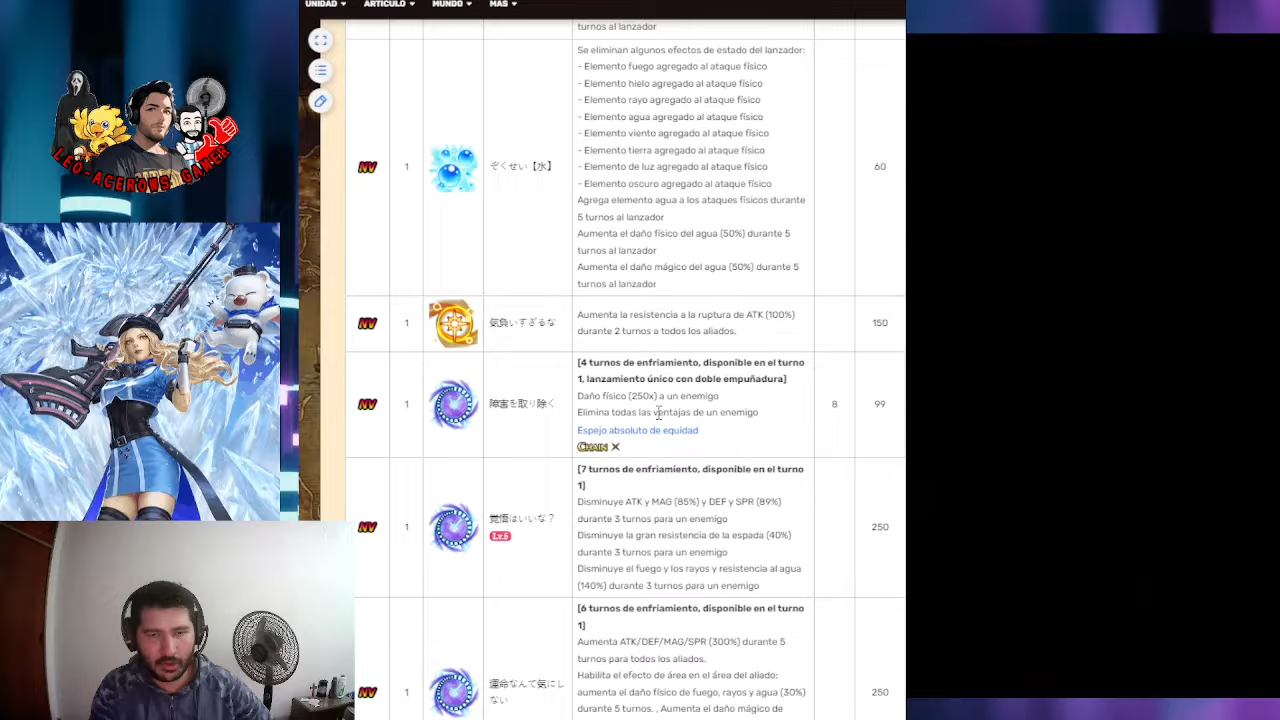 UNIDAD ARTÍCULO MUNDO MÁS
turnos al lanzador
Se eliminan algunos efectos de estado del lanzador:
- Elemento fuego agregado al ataque físico
- Elemento hielo agregado al ataque físico
- Elemento rayo agregado al ataque físico
- Elemento agua agregado al ataque físico
- Elemento viento agregado al ataque físico
- Elemento tierra agregado al ataque físico
- Elemento de luz agregado al ataque físico
- Elemento oscuro agregado al ataque físico
Agrega elemento agua a los ataques físicos durante
5 turnos al lanzador
Aumenta el daño físico del agua (50%) durante 5
turnos al lanzador
Aumenta el daño mágico del agua (50%) durante 5
turnos al lanzador
NV 1 ぞくせい【水】 60
NV 1 気負いすぎるな
Aumenta la resistencia a la ruptura de ATK (100%)
durante 2 turnos a todos los aliados.
150
[4 turnos de enfriamiento, disponible en el turno
1, lanzamiento único con doble empuñadura]
Daño físico (250x) a un enemigo
Elimina todas las ventajas de un enemigo
Espejo absoluto de equidad
CHAIN
NV 1 障害を取り除く 8 99
[7 turnos de enfriamiento, disponible en el turno
1]
Disminuye ATK y MAG (85%) y DEF y SPR (89%)
durante 3 turnos para un enemigo
Disminuye la gran resistencia de la espada (40%)
durante 3 turnos para un enemigo
Disminuye el fuego y los rayos y resistencia al agua
(140%) durante 3 turnos para un enemigo
NV 1 覚悟はいいな？
Lv.5
250
[6 turnos de enfriamiento, disponible en el turno
1]
Aumenta ATK/DEF/MAG/SPR (300%) durante 5
turnos para todos los aliados.
Habilita el efecto de área en el área del aliado:
aumenta el daño físico de fuego, rayos y agua (30%)
durante 5 turnos. , Aumenta el daño mágico de
NV 1 運命なんて気にし
ない
250
LEO-ACEROWS GAMER